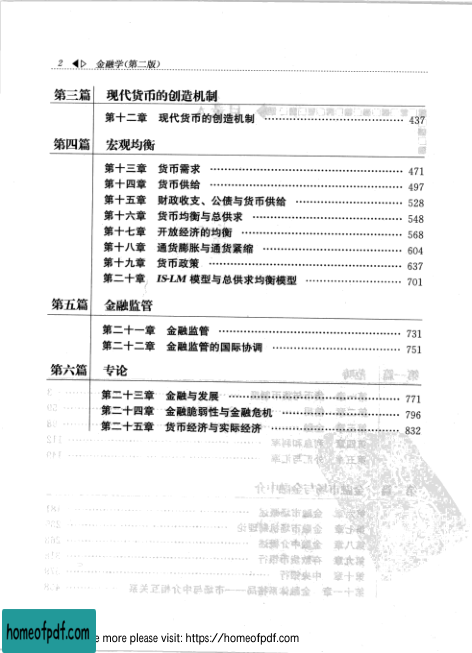 2 ◀▷ 金融学(第二版)
第三篇 现代货币的创造机制
第十二章 现代货币的创造机制 …………………… 437
第四篇 宏观均衡
第十三章 货币需求 …………………… 471
第十四章 货币供给 …………………… 497
第十五章 财政收支、公债与货币供给 …………………… 528
第十六章 货币均衡与总供求 …………………… 548
第十七章 开放经济的均衡 …………………… 568
第十八章 通货膨胀与通货紧缩 …………………… 604
第十九章 货币政策 …………………… 637
第二十章 IS-LM 模型与总供求均衡模型 …………………… 701
第五篇 金融监管
第二十一章 金融监管 …………………… 731
第二十二章 金融监管的国际协调 …………………… 751
第六篇 专论
第二十三章 金融与发展 …………………… 771
第二十四章 金融脆弱性与金融危机 …………………… 796
第二十五章 货币经济与实际经济 …………………… 832
homeofpdf.com
e more please visit: https://homeofpdf.com